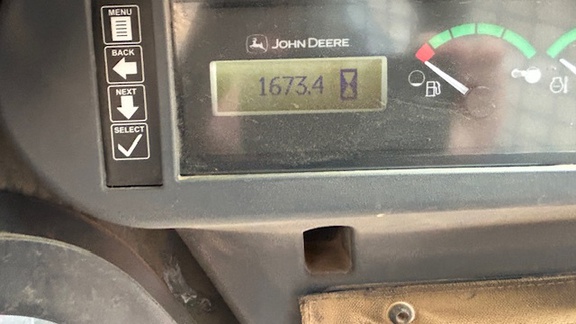 MENU
BACK
NEXT
SELECT
JOHN DEERE
1673.4